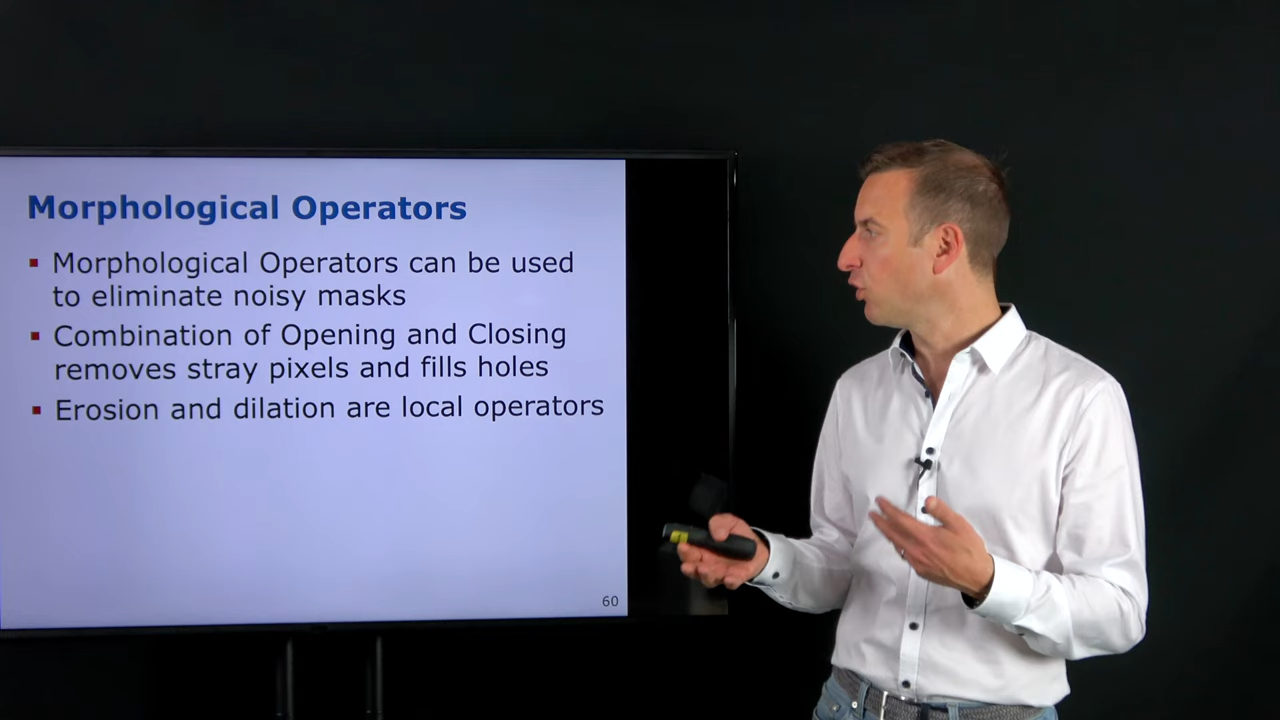 Morphological Operators
▪ Morphological Operators can be used
to eliminate noisy masks
▪ Combination of Opening and Closing
removes stray pixels and fills holes
▪ Erosion and dilation are local operators
60